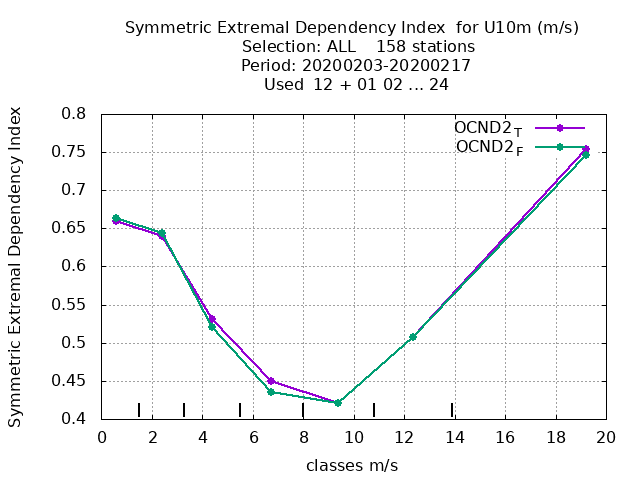 Symmetric Extremal Dependency Index for U10m (m/s)
Selection: ALL 158 stations
Period: 20200203-20200217
Used 12 + 01 02 ... 24
Symmetric Extremal Dependency Index
0.8
0.75
0.7
0.65
0.6
0.55
0.5
0.45
0.4
OCND2T
OCND2F
0 2 4 6 8 10 12 14 16 18 20
classes m/s